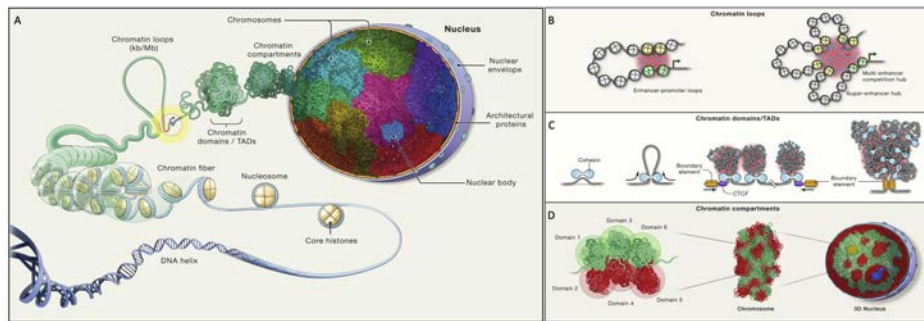 A
Chromatin loops
(kb/Mb)
Chromosomes
Chromatin
compartments
Nucleus
Nuclear
envelope
Architectural
proteins
Chromatin
domains / TADs
Chromatin fiber
Nucleosome
Nuclear body
Core histones
DNA helix
B
Chromatin loops
Enhancer-promoter loops
Multi-enhancer
competition hub
Super-enhancer hub
C
Chromatin domains/TADs
Cohesin
Boundary
element
CTCF
Boundary
element
D
Chromatin compartments
Domain 3
Domain 1
Domain 6
Domain 2
Domain 4
Domain 5
Chromosome
3D Nucleus